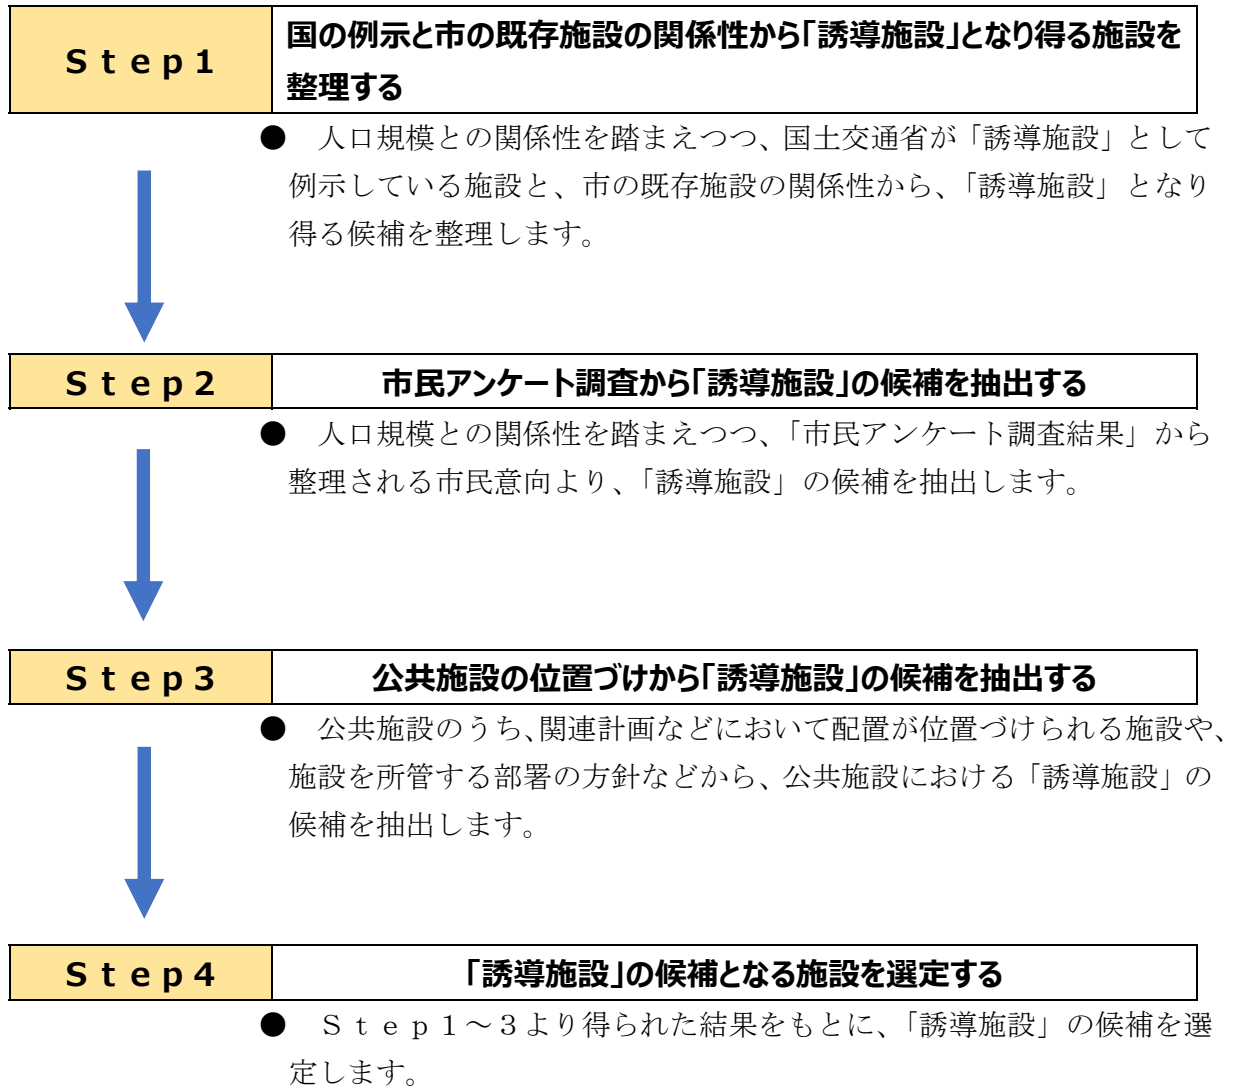 Ｓｔｅｐ１
国の例示と市の既存施設の関係性から「誘導施設」となり得る施設を
整理する
●　人口規模との関係性を踏まえつつ、国土交通省が「誘導施設」として
例示している施設と、市の既存施設の関係性から、「誘導施設」となり
得る候補を整理します。
Ｓｔｅｐ２
市民アンケート調査から「誘導施設」の候補を抽出する
●　人口規模との関係性を踏まえつつ、「市民アンケート調査結果」から
整理される市民意向より、「誘導施設」の候補を抽出します。
Ｓｔｅｐ３
公共施設の位置づけから「誘導施設」の候補を抽出する
●　公共施設のうち、関連計画などにおいて配置が位置づけられる施設や、
施設を所管する部署の方針などから、公共施設における「誘導施設」の
候補を抽出します。
Ｓｔｅｐ４
「誘導施設」の候補となる施設を選定する
●　Ｓｔｅｐ１～３より得られた結果をもとに、「誘導施設」の候補を選
定します。